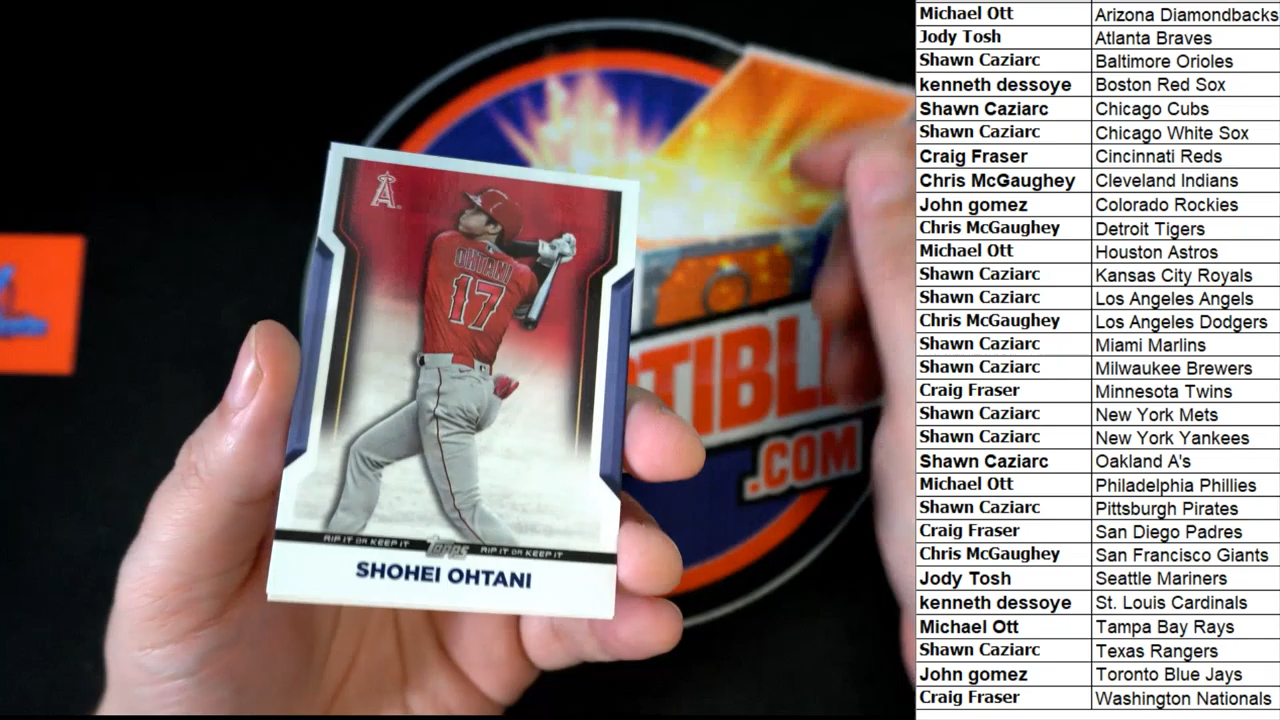 A
OHTANI
17
RIP IT OR KEEP IT Topps RIP IT OR KEEP IT
SHOHEI OHTANI
TIBL
.COM
Michael Ott Arizona Diamondbacks
Jody Tosh Atlanta Braves
Shawn Caziarc Baltimore Orioles
kenneth dessoye Boston Red Sox
Shawn Caziarc Chicago Cubs
Shawn Caziarc Chicago White Sox
Craig Fraser Cincinnati Reds
Chris McGaughey Cleveland Indians
John gomez Colorado Rockies
Chris McGaughey Detroit Tigers
Michael Ott Houston Astros
Shawn Caziarc Kansas City Royals
Shawn Caziarc Los Angeles Angels
Chris McGaughey Los Angeles Dodgers
Shawn Caziarc Miami Marlins
Shawn Caziarc Milwaukee Brewers
Craig Fraser Minnesota Twins
Shawn Caziarc New York Mets
Shawn Caziarc New York Yankees
Shawn Caziarc Oakland A's
Michael Ott Philadelphia Phillies
Shawn Caziarc Pittsburgh Pirates
Craig Fraser San Diego Padres
Chris McGaughey San Francisco Giants
Jody Tosh Seattle Mariners
kenneth dessoye St. Louis Cardinals
Michael Ott Tampa Bay Rays
Shawn Caziarc Texas Rangers
John gomez Toronto Blue Jays
Craig Fraser Washington Nationals